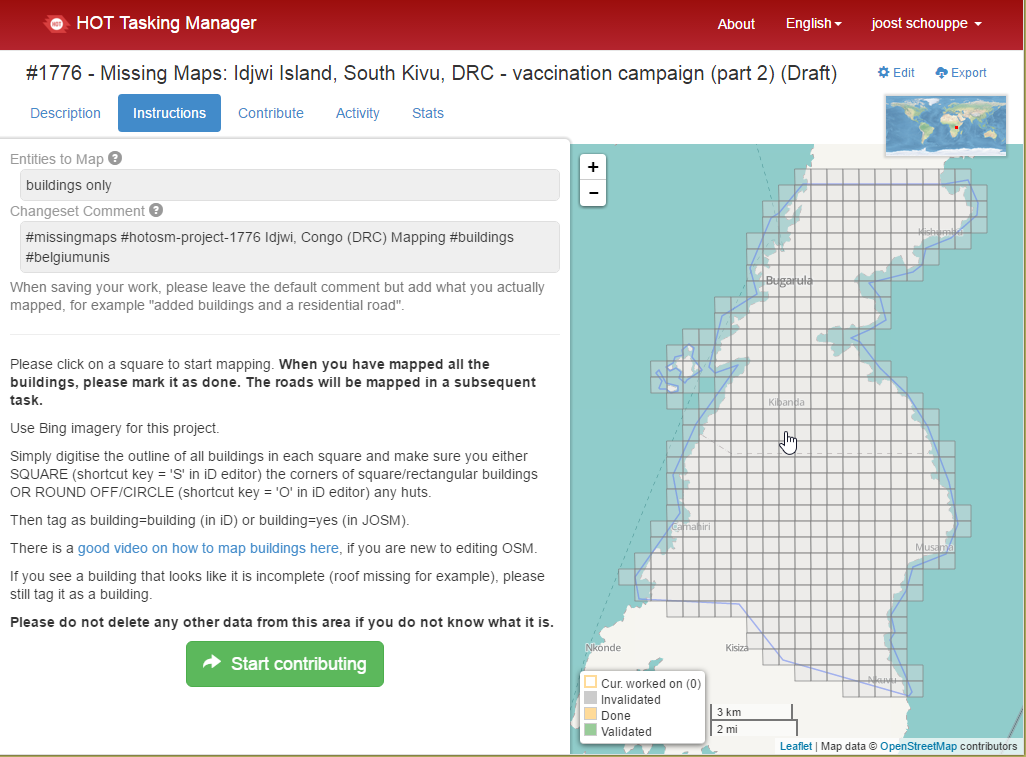 HOT
HOT Tasking Manager
About
English
joost schouppe
#1776 - Missing Maps: Idjwi Island, South Kivu, DRC - vaccination campaign (part 2) (Draft)
Edit
Export
Description
Instructions
Contribute
Activity
Stats
Entities to Map ?
buildings only
Changeset Comment ?
#missingmaps #hotosm-project-1776 Idjwi, Congo (DRC) Mapping #buildings
#belgiumunis
When saving your work, please leave the default comment but add what you actually
mapped, for example "added buildings and a residential road".
Please click on a square to start mapping. When you have mapped all the
buildings, please mark it as done. The roads will be mapped in a subsequent
task.
Use Bing imagery for this project.
Simply digitise the outline of all buildings in each square and make sure you either
SQUARE (shortcut key = 'S' in iD editor) the corners of square/rectangular buildings
OR ROUND OFF/CIRCLE (shortcut key = 'O' in iD editor) any huts.
Then tag as building=building (in iD) or building=yes (in JOSM).
There is a good video on how to map buildings here, if you are new to editing OSM.
If you see a building that looks like it is incomplete (roof missing for example), please
still tag it as a building.
Please do not delete any other data from this area if you do not know what it is.
Start contributing
+
−
Kishumbu
Bugarula
Kibanda
Camahiri
Musama
Nkonde
Kisiza
Nkuvu
Cur. worked on (0)
Invalidated
Done
Validated
3 km
2 mi
Leaflet | Map data © OpenStreetMap contributors